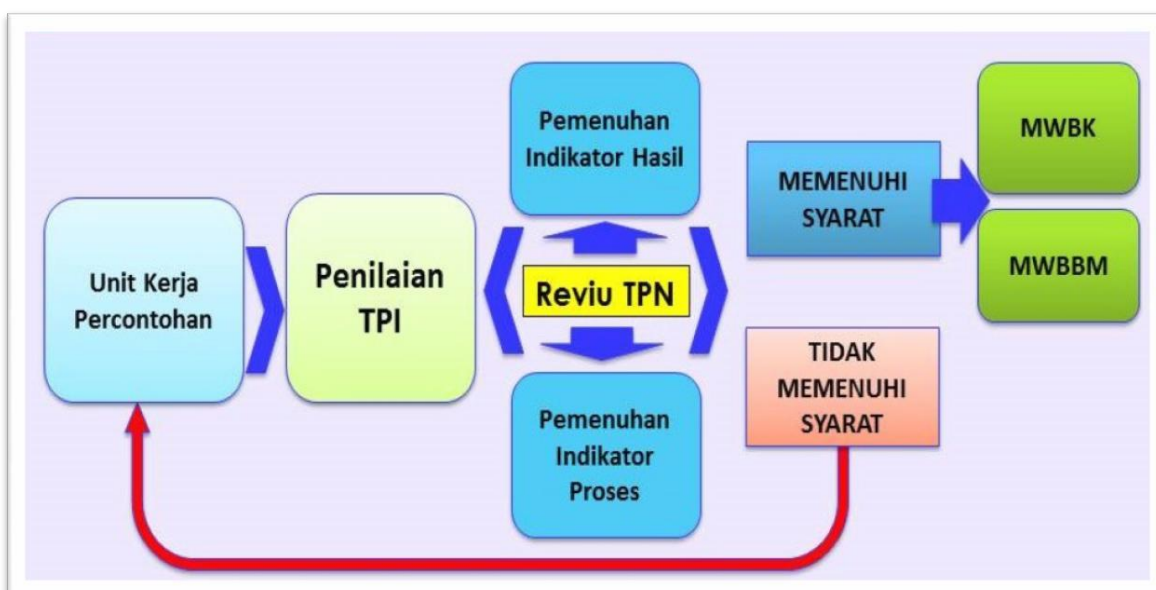 Unit Kerja
Percontohan
Penilaian
TPI
Pemenuhan
Indikator Hasil
Reviu TPN
Pemenuhan
Indikator
Proses
MEMENUHI
SYARAT
TIDAK
MEMENUHI
SYARAT
MWBK
MWBBM